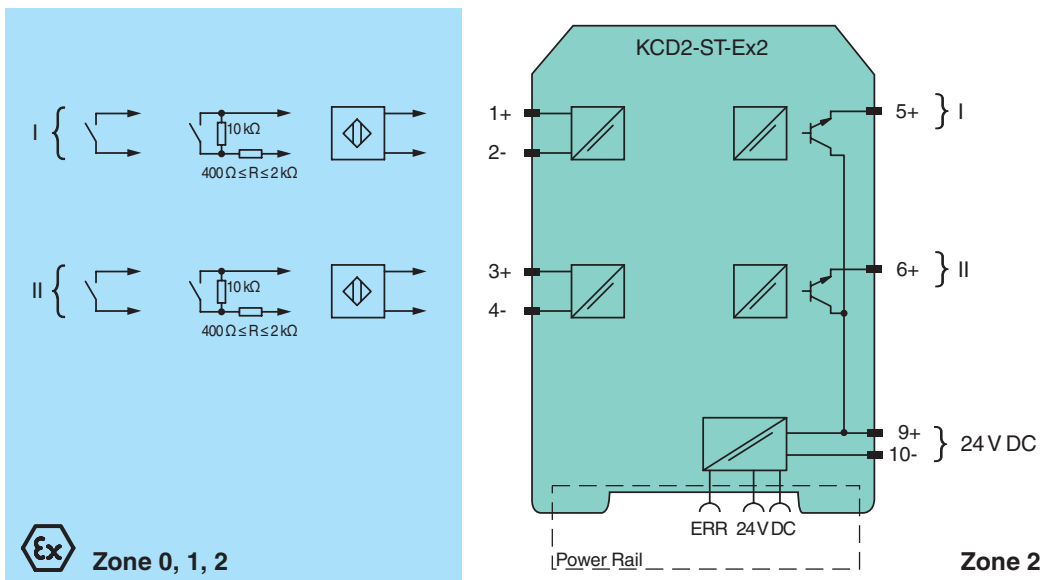 KCD2-ST-Ex2
I
10 kΩ
400 Ω ≤ R ≤ 2 kΩ
1+
2-
5+
I
II
10 kΩ
400 Ω ≤ R ≤ 2 kΩ
3+
4-
6+
II
9+
10-
24 V DC
ERR 24 V DC
Power Rail
Ex
Zone 0, 1, 2
Zone 2